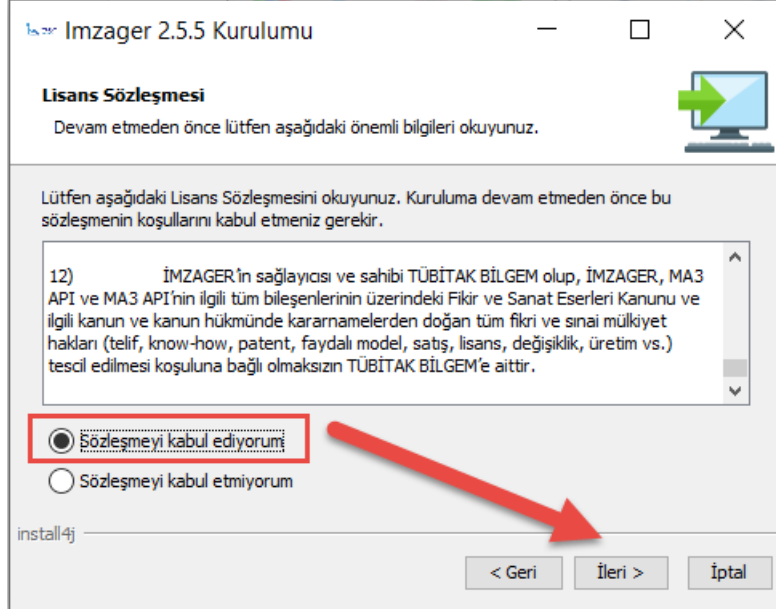 Imzager 2.5.5 Kurulumu
Lisans Sözleşmesi
Devam etmeden önce lütfen aşağıdaki önemli bilgileri okuyunuz.
Lütfen aşağıdaki Lisans Sözleşmesini okuyunuz. Kuruluma devam etmeden önce bu
sözleşmenin koşullarını kabul etmeniz gerekir.
12) İMZAGER’in sağlayıcısı ve sahibi TÜBİTAK BİLGEM olup, İMZAGER, MA3
API ve MA3 API’nin ilgili tüm bileşenlerinin üzerindeki Fikir ve Sanat Eserleri Kanunu ve
ilgili kanun ve kanun hükmünde kararnamelerden doğan tüm fikri ve sınai mülkiyet
hakları (telif, know-how, patent, faydalı model, satış, lisans, değişiklik, üretim vs.)
tescil edilmesi koşuluna bağlı olmaksızın TÜBİTAK BİLGEM’e aittir.
Sözleşmeyi kabul ediyorum
Sözleşmeyi kabul etmiyorum
install4j
< Geri İleri > İptal